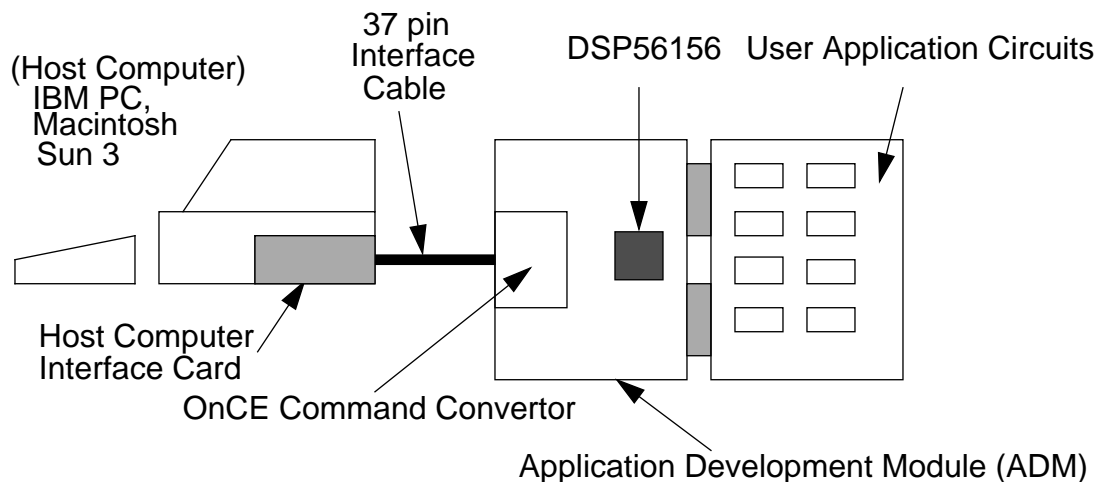 37 pin
Interface
Cable
DSP56156
User Application Circuits
(Host Computer)
IBM PC,
Macintosh
Sun 3
Host Computer
Interface Card
OnCE Command Convertor
Application Development Module (ADM)